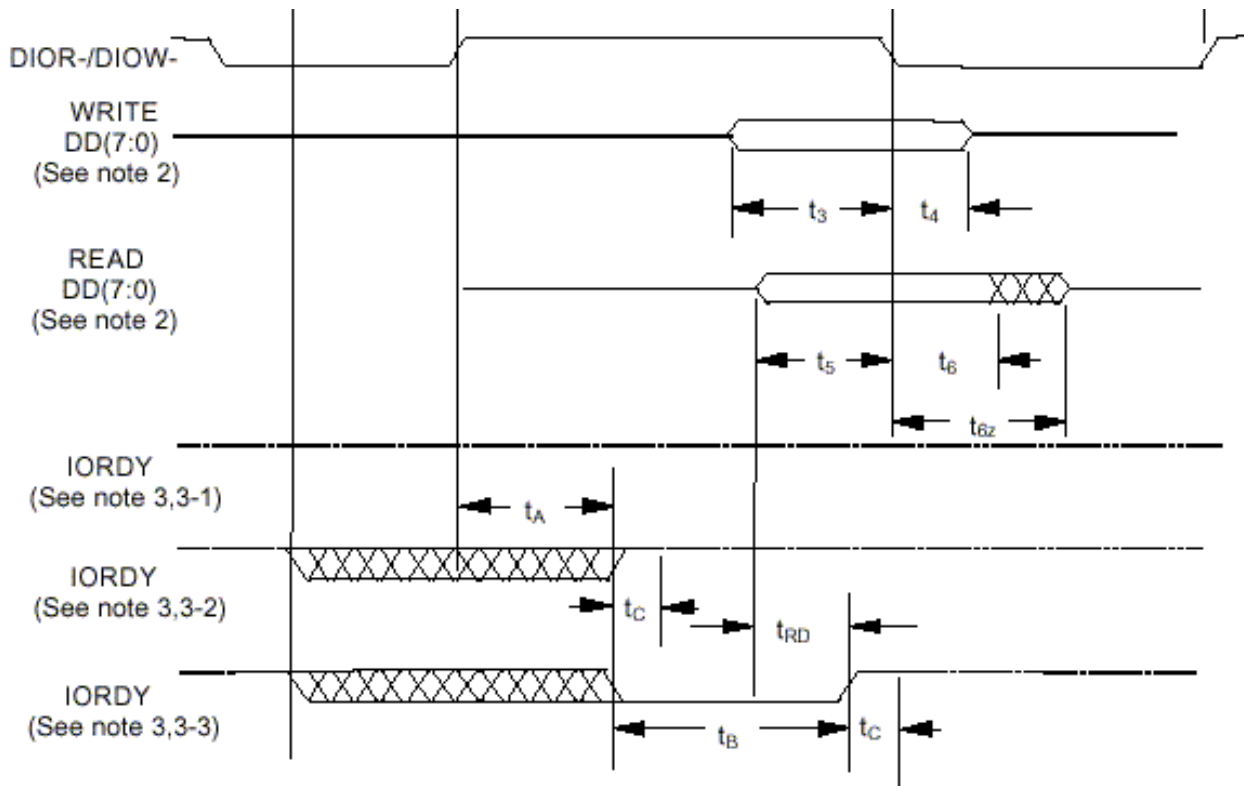 DIOR-/DIOW-
WRITE
DD(7:0)
(See note 2)
t3
t4
READ
DD(7:0)
(See note 2)
t5
t6
t6z
IORDY
(See note 3,3-1)
tA
IORDY
(See note 3,3-2)
tC
tRD
IORDY
(See note 3,3-3)
tB
tC